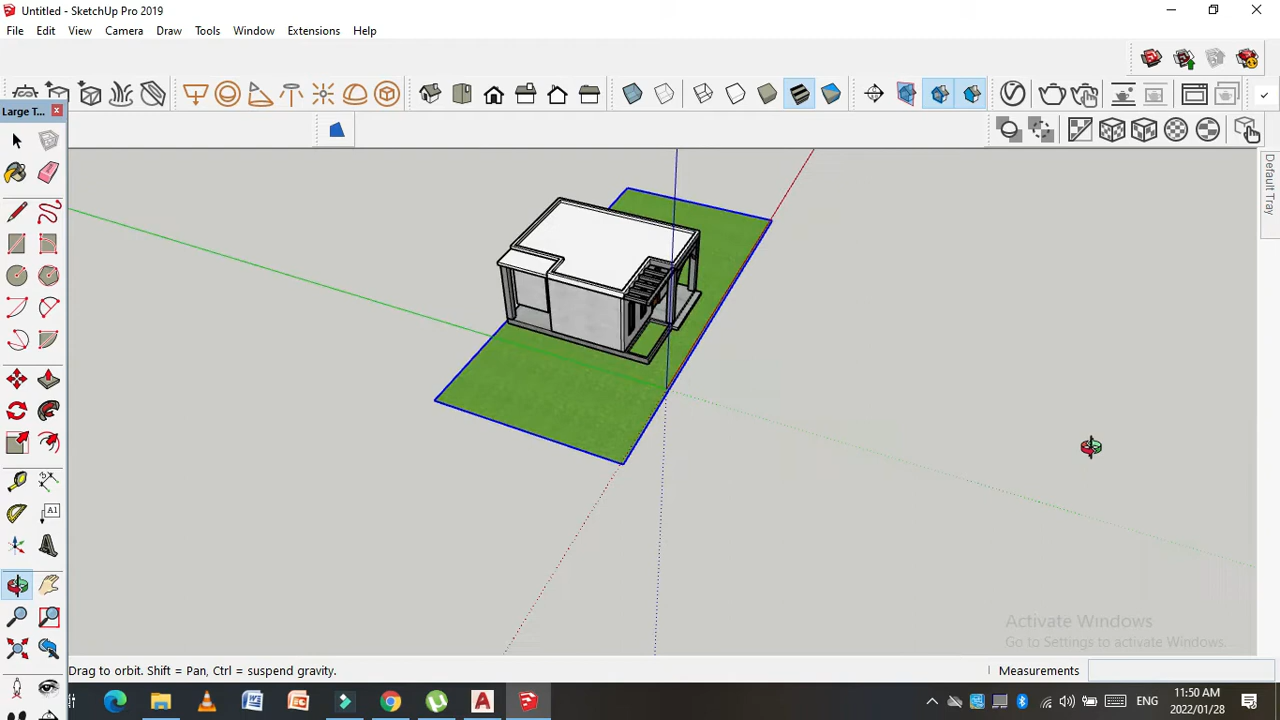 Untitled - SketchUp Pro 2019
File Edit View Camera Draw Tools Window Extensions Help
Large T...
Default Tray
A1
Activate Windows
Go to Settings to activate Windows.
Drag to orbit. Shift = Pan, Ctrl = suspend gravity.
Measurements
ENG
11:50 AM
2022/01/28